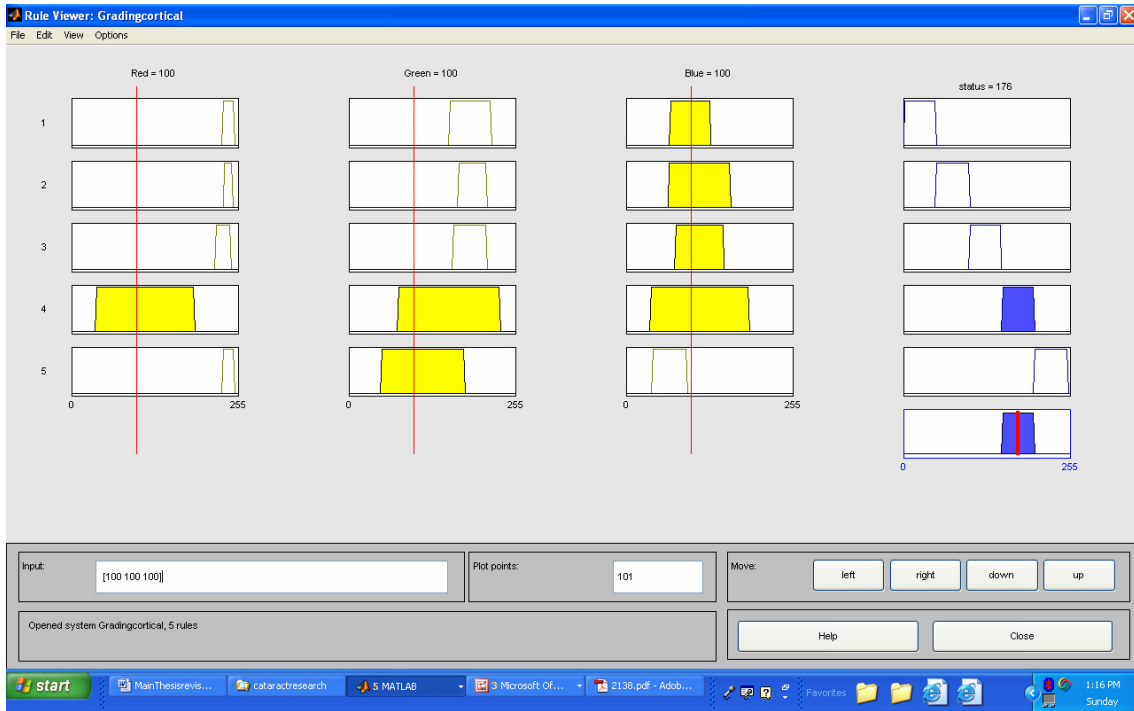 Rule Viewer: Gradingcortical
File Edit View Options
Red = 100 Green = 100 Blue = 100 status = 176
1
2
3
4
5
0 255 0 255 0 255
0 255
Input: [100 100 100] Plot points: 101 Move: left right down up
Opened system Gradingcortical, 5 rules Help Close
start MainThesisrevis... cataractresearch 5 MATLAB 3 Microsoft Of... 2138.pdf - Adob... Favorites 1:16 PM
Sunday